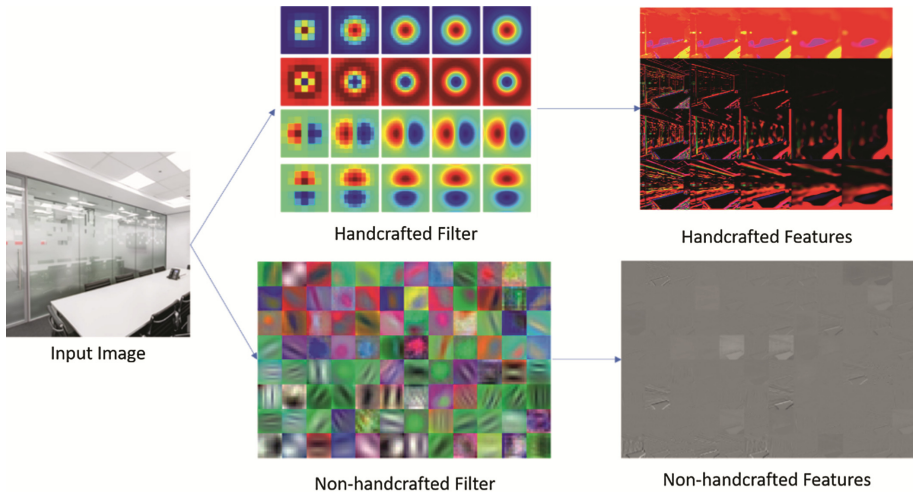 Handcrafted Filter
Handcrafted Features
Input Image
Non-handcrafted Filter
Non-handcrafted Features